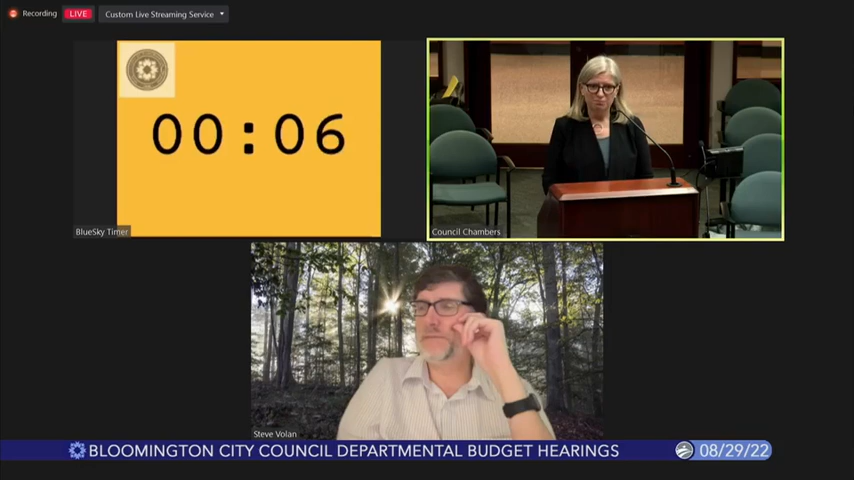 Recording
LIVE
Custom Live Streaming Service
00:06
BlueSky Timer
Council Chambers
Steve Volan
BLOOMINGTON CITY COUNCIL DEPARTMENTAL BUDGET HEARINGS
08/29/22